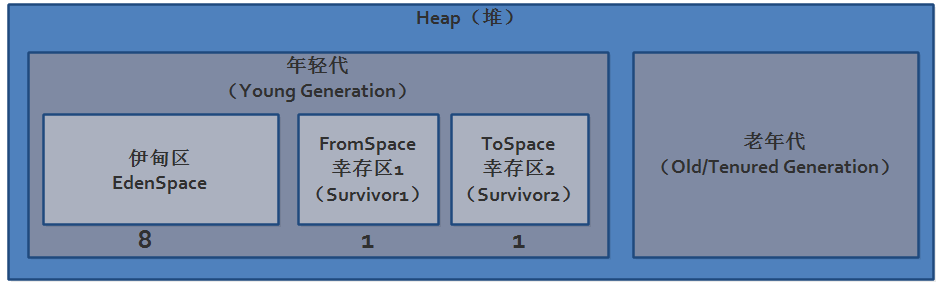 Heap（堆）
年轻代
（Young Generation）
伊甸区
EdenSpace
FromSpace
幸存区1
（Survivor1）
ToSpace
幸存区2
（Survivor2）
8
1
1
老年代
（Old/Tenured Generation）